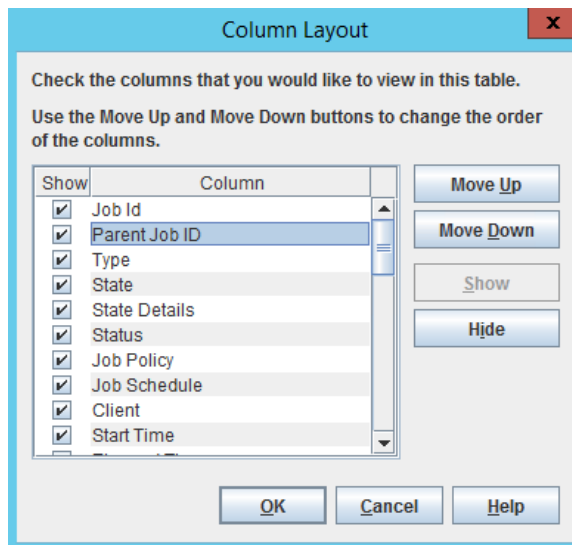 Column Layout
x
Check the columns that you would like to view in this table.
Use the Move Up and Move Down buttons to change the order
of the columns.
Show Column
Job Id
Parent Job ID
Type
State
State Details
Status
Job Policy
Job Schedule
Client
Start Time
Move Up
Move Down
Show
Hide
OK Cancel Help